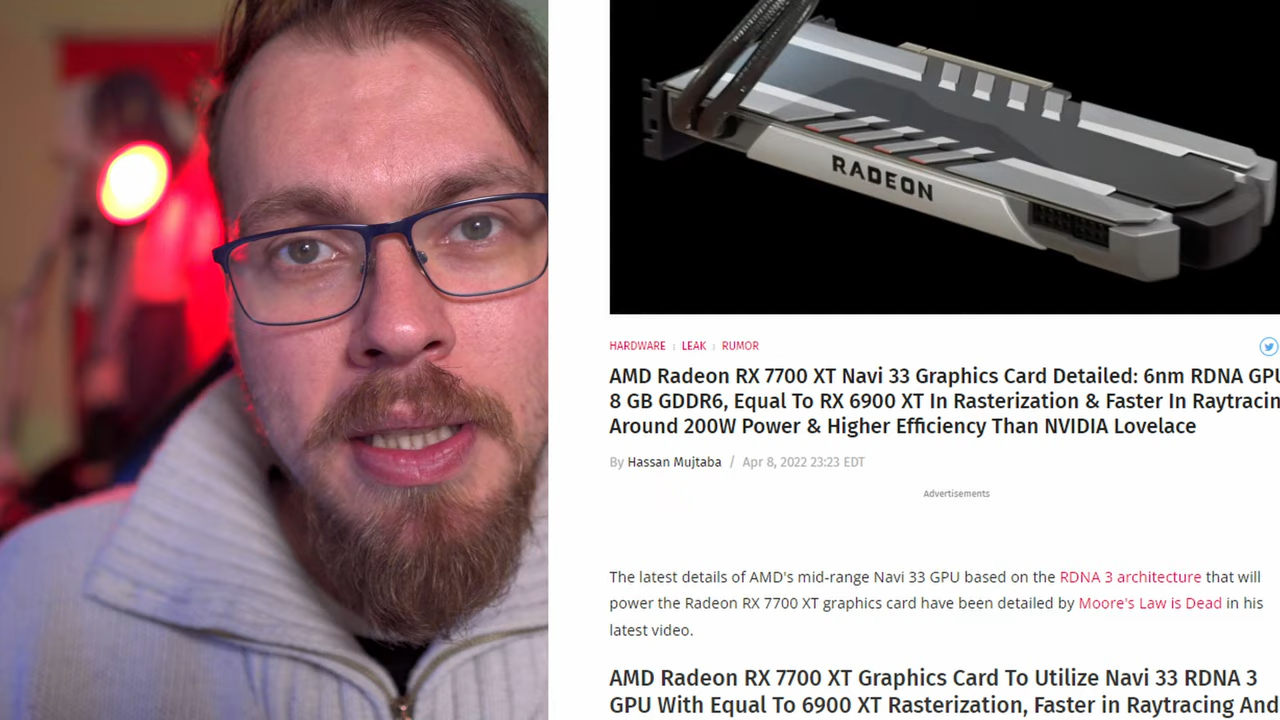 RADEON
HARDWARE | LEAK | RUMOR
AMD Radeon RX 7700 XT Navi 33 Graphics Card Detailed: 6nm RDNA GPU
8 GB GDDR6, Equal To RX 6900 XT In Rasterization & Faster In Raytracin
Around 200W Power & Higher Efficiency Than NVIDIA Lovelace
By Hassan Mujtaba / Apr 8, 2022 23:23 EDT
Advertisements
The latest details of AMD's mid-range Navi 33 GPU based on the RDNA 3 architecture that will
power the Radeon RX 7700 XT graphics card have been detailed by Moore's Law is Dead in his
latest video.
AMD Radeon RX 7700 XT Graphics Card To Utilize Navi 33 RDNA 3
GPU With Equal To 6900 XT Rasterization, Faster in Raytracing And